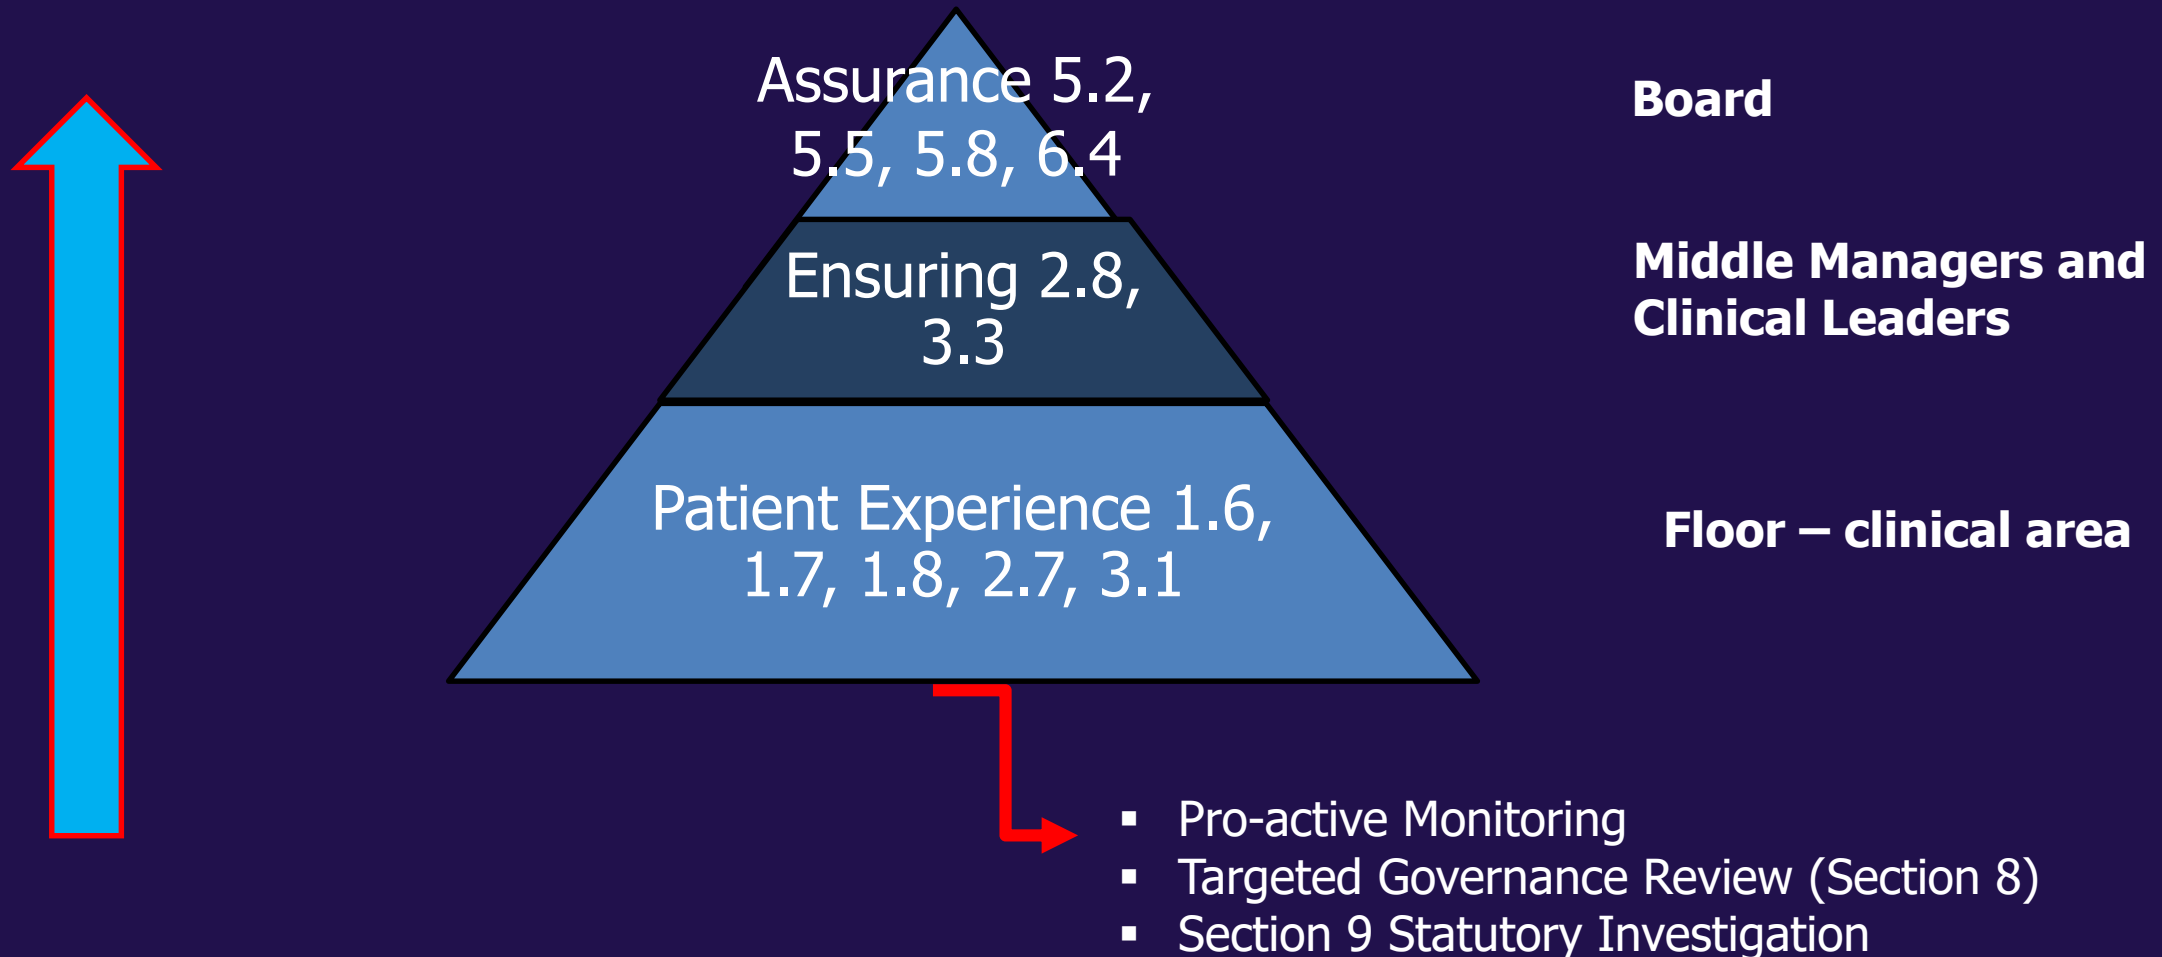 Assurance 5.2,
5.5, 5.8, 6.4
Board
Ensuring 2.8,
3.3
Middle Managers and
Clinical Leaders
Patient Experience 1.6,
1.7, 1.8, 2.7, 3.1
Floor – clinical area
▪ Pro-active Monitoring
▪ Targeted Governance Review (Section 8)
▪ Section 9 Statutory Investigation